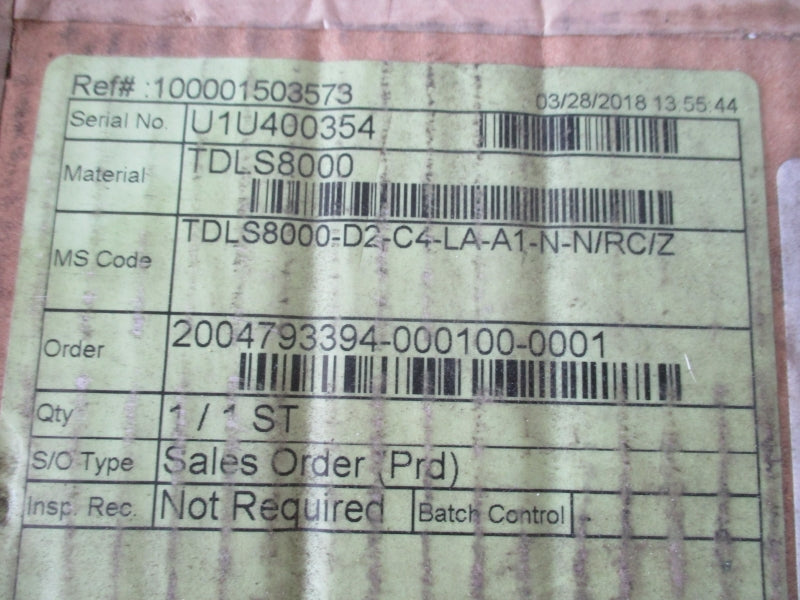 Ref# :100001503573 03/28/2018 13:55:44
Serial No. U1U400354
Material TDLS8000
MS Code TDLS8000-D2-C4-LA-A1-N-N/RC/Z
Order 2004793394-000100-0001
Qty 1 / 1 ST
S/O Type Sales Order (Prd)
Insp. Rec. Not Required Batch Control -